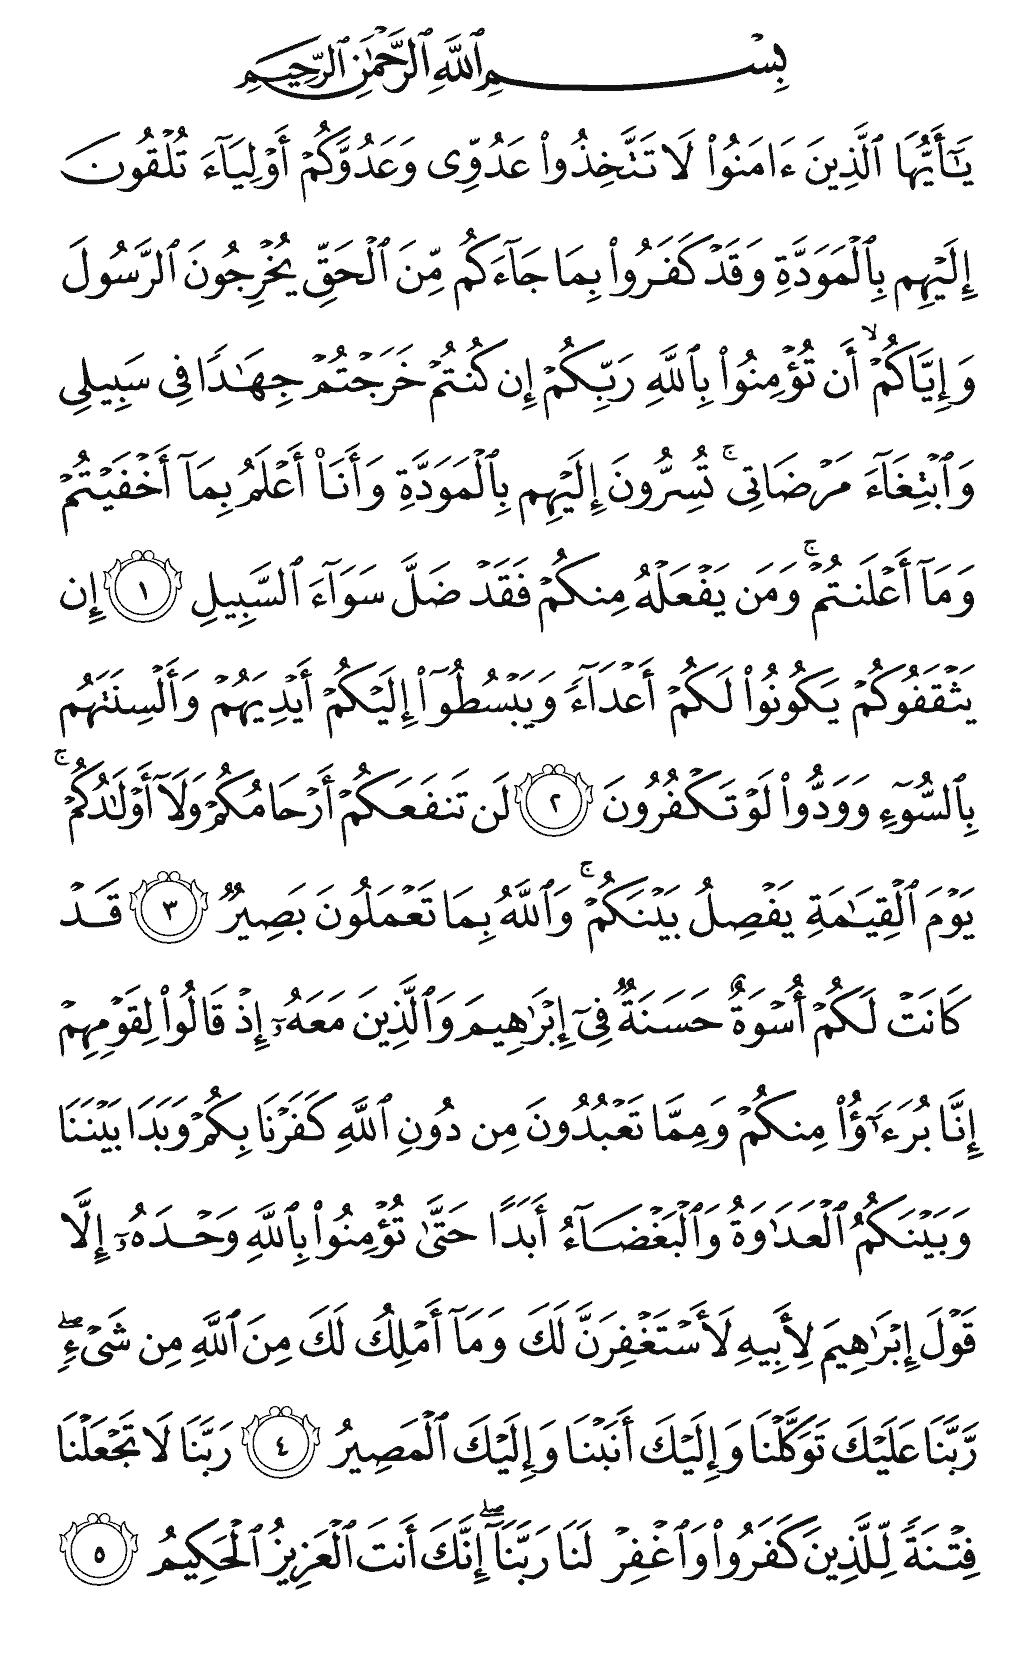 بِسۡمِ ٱللَّهِ ٱلرَّحۡمَٰنِ ٱلرَّحِيمِ
يَٰٓأَيُّهَا ٱلَّذِينَ ءَامَنُواْ لَا تَتَّخِذُواْ عَدُوِّي وَعَدُوَّكُمۡ أَوۡلِيَآءَ تُلۡقُونَ
إِلَيۡهِم بِٱلۡمَوَدَّةِ وَقَدۡ كَفَرُواْ بِمَا جَآءَكُم مِّنَ ٱلۡحَقِّ يُخۡرِجُونَ ٱلرَّسُولَ
وَإِيَّاكُمۡ ۙ أَن تُؤۡمِنُواْ بِٱللَّهِ رَبِّكُمۡ إِن كُنتُمۡ خَرَجۡتُمۡ جِهَٰدٗا فِي سَبِيلِي
وَٱبۡتِغَآءَ مَرۡضَاتِيۚ تُسِرُّونَ إِلَيۡهِم بِٱلۡمَوَدَّةِ وَأَنَا۠ أَعۡلَمُ بِمَآ أَخۡفَيۡتُمۡ
وَمَآ أَعۡلَنتُمۡۚ وَمَن يَفۡعَلۡهُ مِنكُمۡ فَقَدۡ ضَلَّ سَوَآءَ ٱلسَّبِيلِ ١ إِن
يَثۡقَفُوكُمۡ يَكُونُواْ لَكُمۡ أَعۡدَآءٗ وَيَبۡسُطُوٓاْ إِلَيۡكُمۡ أَيۡدِيَهُمۡ وَأَلۡسِنَتَهُم
بِٱلسُّوٓءِ وَوَدُّواْ لَوۡ تَكۡفُرُونَ ٢ لَن تَنفَعَكُمۡ أَرۡحَامُكُمۡ وَلَآ أَوۡلَٰدُكُمۡۚ
يَوۡمَ ٱلۡقِيَٰمَةِ يَفۡصِلُ بَيۡنَكُمۡۚ وَٱللَّهُ بِمَا تَعۡمَلُونَ بَصِيرٞ ٣ قَدۡ
كَانَتۡ لَكُمۡ أُسۡوَةٌ حَسَنَةٞ فِيٓ إِبۡرَٰهِيمَ وَٱلَّذِينَ مَعَهُۥٓ إِذۡ قَالُواْ لِقَوۡمِهِمۡ
إِنَّا بُرَءَٰٓؤُاْ مِنكُمۡ وَمِمَّا تَعۡبُدُونَ مِن دُونِ ٱللَّهِ كَفَرۡنَا بِكُمۡ وَبَدَا بَيۡنَنَا
وَبَيۡنَكُمُ ٱلۡعَدَٰوَةُ وَٱلۡبَغۡضَآءُ أَبَدًا حَتَّىٰ تُؤۡمِنُواْ بِٱللَّهِ وَحۡدَهُۥٓ إِلَّا
قَوۡلَ إِبۡرَٰهِيمَ لِأَبِيهِ لَأَسۡتَغۡفِرَنَّ لَكَ وَمَآ أَمۡلِكُ لَكَ مِنَ ٱللَّهِ مِن شَيۡءٖۖ
رَّبَّنَا عَلَيۡكَ تَوَكَّلۡنَا وَإِلَيۡكَ أَنَبۡنَا وَإِلَيۡكَ ٱلۡمَصِيرُ ٤ رَبَّنَا لَا تَجۡعَلۡنَا
فِتۡنَةٗ لِّلَّذِينَ كَفَرُواْ وَٱغۡفِرۡ لَنَا رَبَّنَآۖ إِنَّكَ أَنتَ ٱلۡعَزِيزُ ٱلۡحَكِيمُ ٥